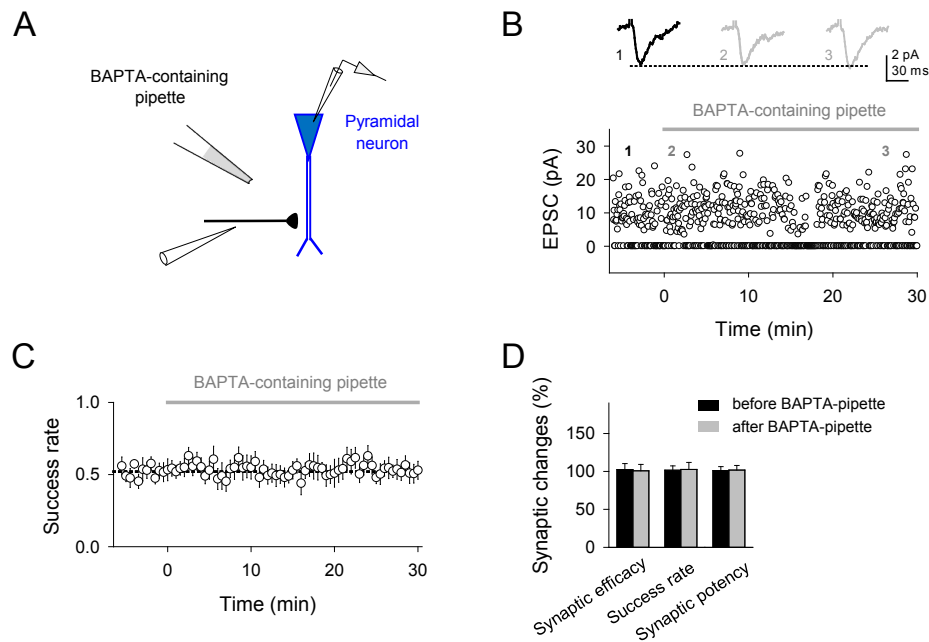 A
BAPTA-containing
pipette
Pyramidal
neuron
B
1
2
3
2 pA
30 ms
BAPTA-containing pipette
1
2
3
EPSC (pA)
30
20
10
0
0
10
20
30
Time (min)
C
BAPTA-containing pipette
Success rate
1.0
0.5
0.0
0
10
20
30
Time (min)
D
before BAPTA-pipette
after BAPTA-pipette
Synaptic changes (%)
150
100
50
0
Synaptic efficacy
Success rate
Synaptic potency